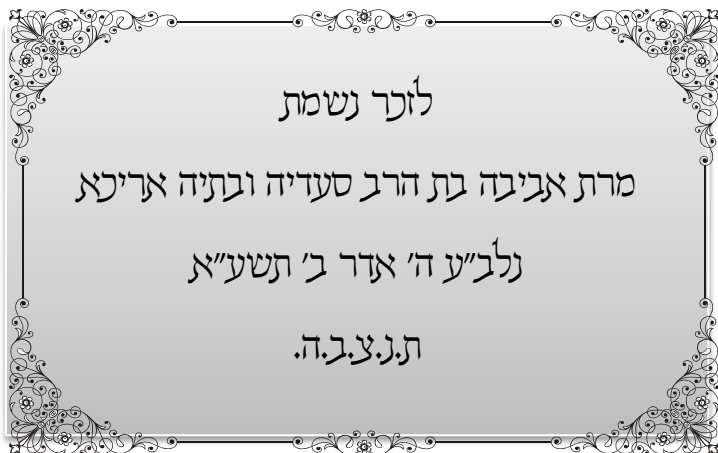 לזכר נשמת
מרת אביבה בת הרב סעדיה ובתיה אריכא
נלב"ע ה' אדר ב' תשע"א
ת.נ.צ.ב.ה.